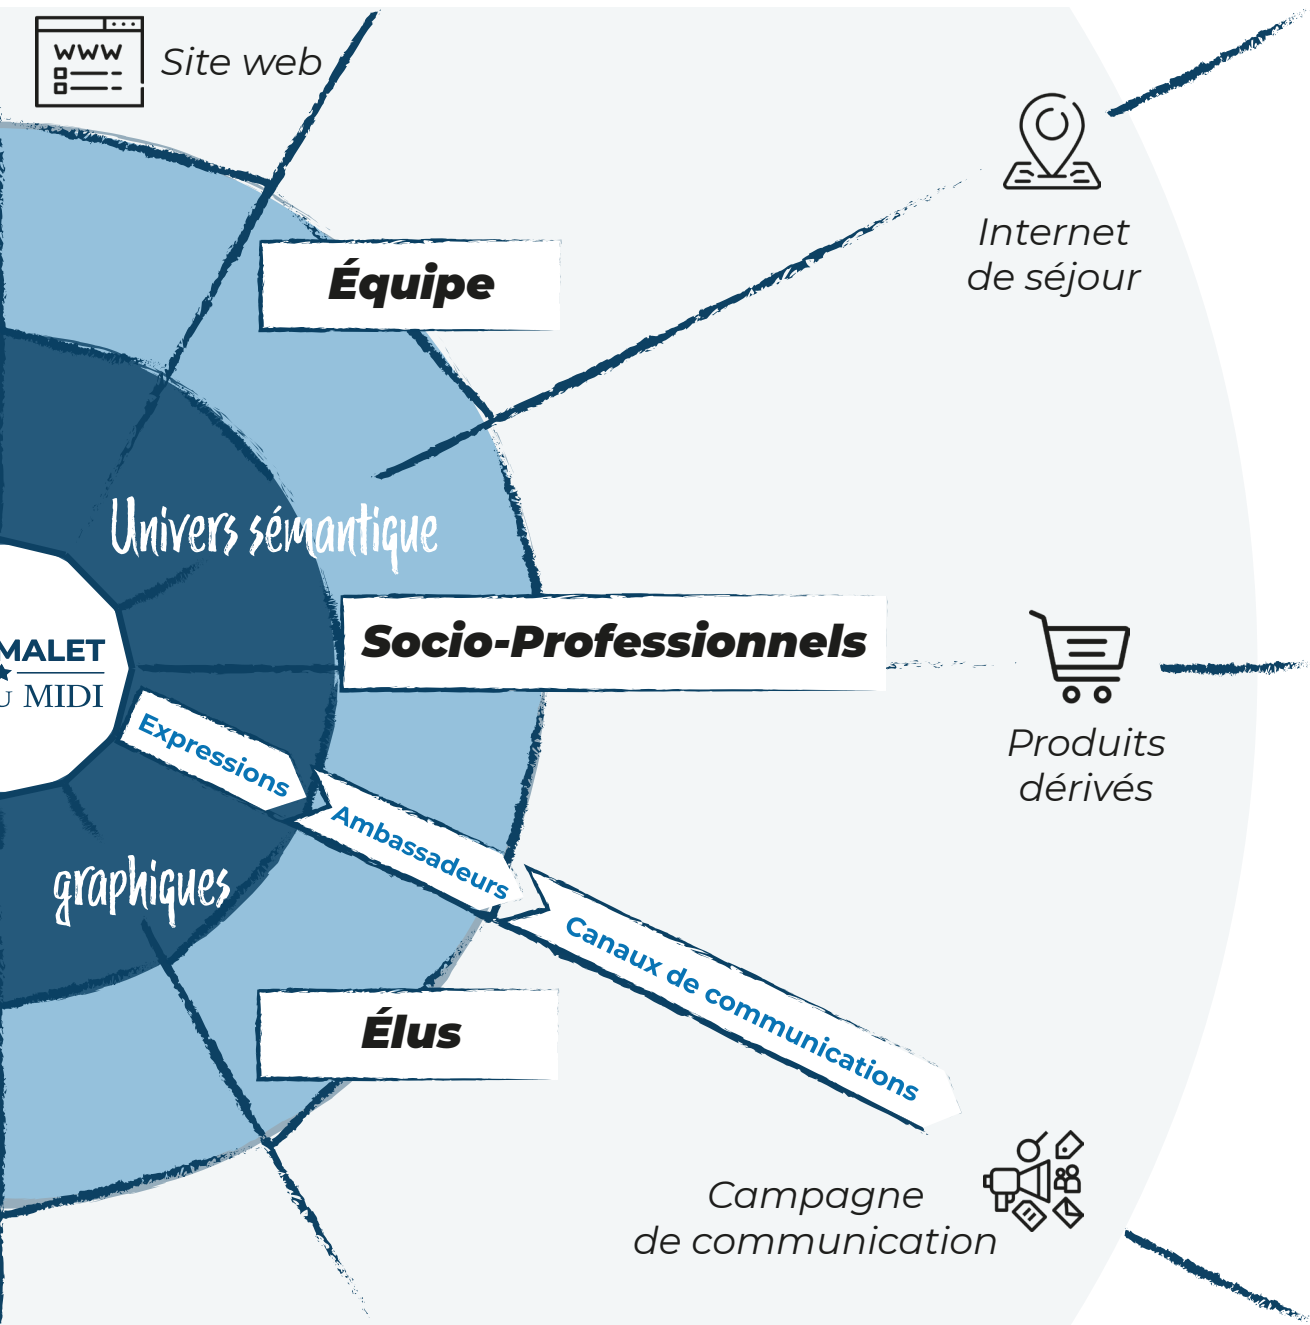 www
Site web
Internet
de séjour
Équipe
Univers sémantique
Socio-Professionnels
MALET
U MIDI
Produits
dérivés
Expressions
Ambassadeurs
Canaux de communications
graphiques
Élus
Campagne
de communication